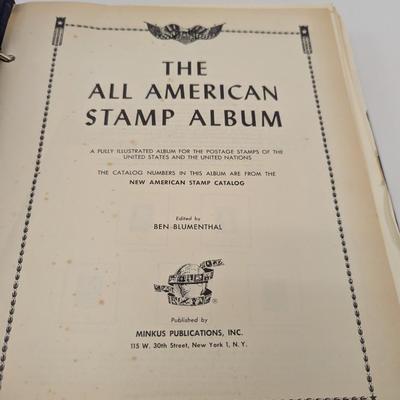 THE
ALL AMERICAN
STAMP ALBUM
A FULLY ILLUSTRATED ALBUM FOR THE POSTAGE STAMPS OF THE
UNITED STATES AND THE UNITED NATIONS
THE CATALOG NUMBERS IN THIS ALBUM ARE FROM THE
NEW AMERICAN STAMP CATALOG
Edited by
BEN BLUMENTHAL
®
Published by
MINKUS PUBLICATIONS, INC.
115 W. 30th Street, New York 1, N. Y.